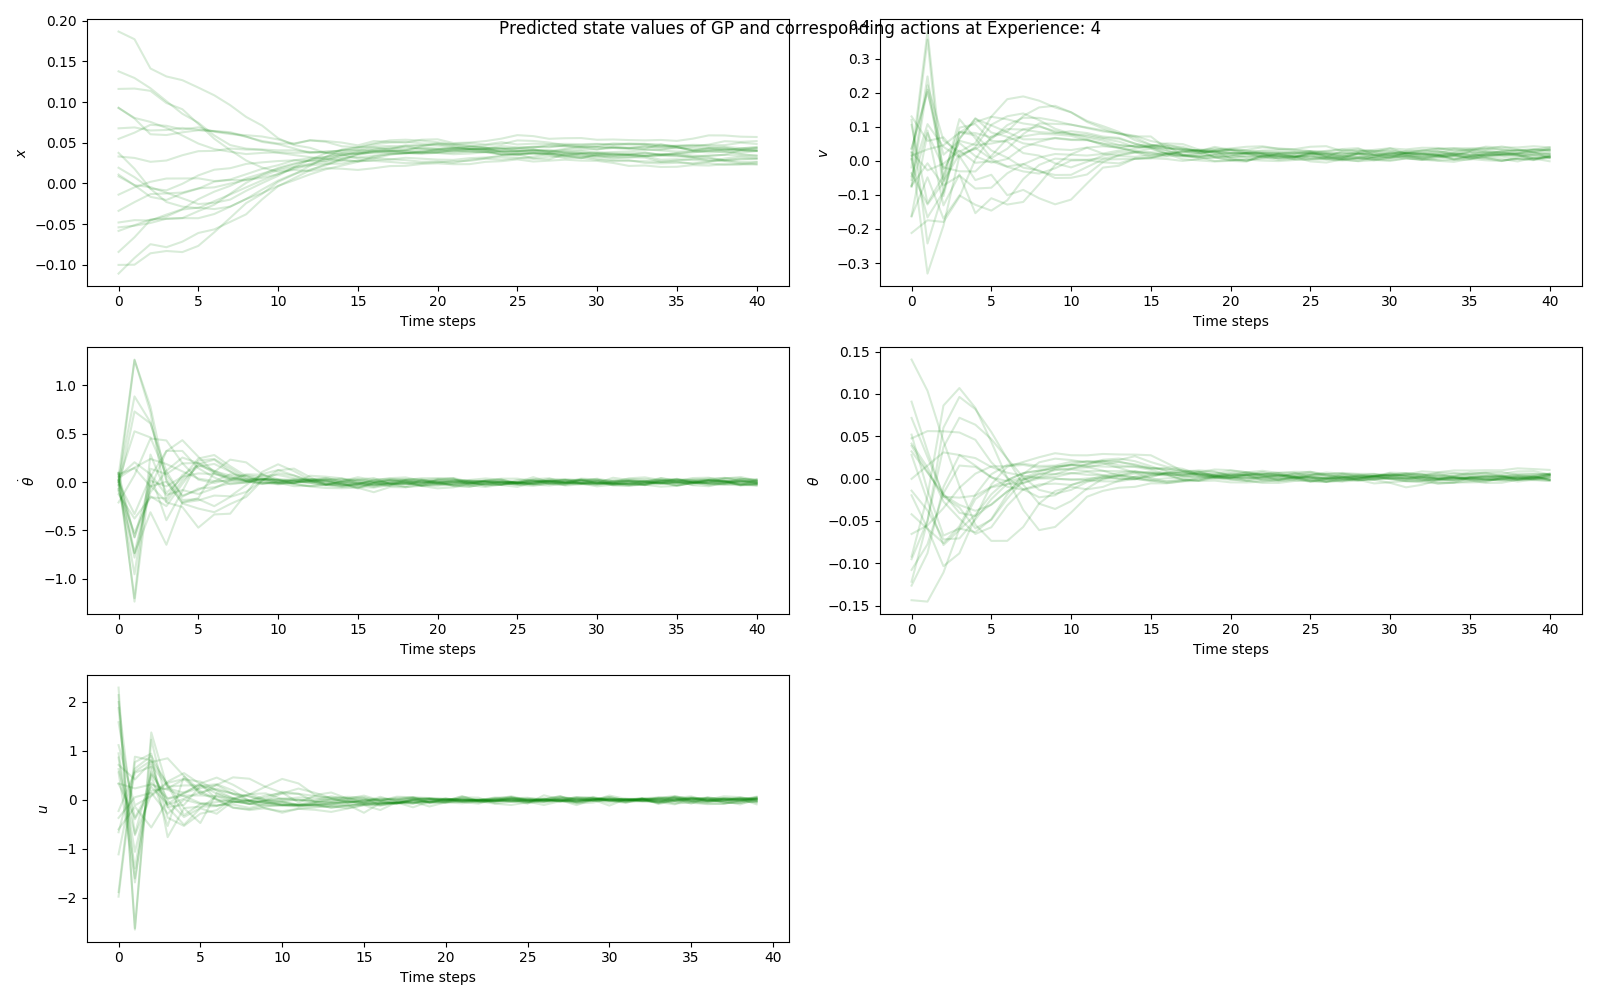 Predicted state values of GP and corresponding actions at Experience: 4
0.20
0.15
0.10
0.05
0.00
−0.05
−0.10
x
0 5 10 15 20 25 30 35 40
Time steps
0.4
0.3
0.2
0.1
0.0
−0.1
−0.2
−0.3
v
0 5 10 15 20 25 30 35 40
Time steps
1.0
0.5
0.0
−0.5
−1.0
θ̇
0 5 10 15 20 25 30 35 40
Time steps
0.15
0.10
0.05
0.00
−0.05
−0.10
−0.15
θ
0 5 10 15 20 25 30 35 40
Time steps
2
1
0
−1
−2
u
0 5 10 15 20 25 30 35 40
Time steps